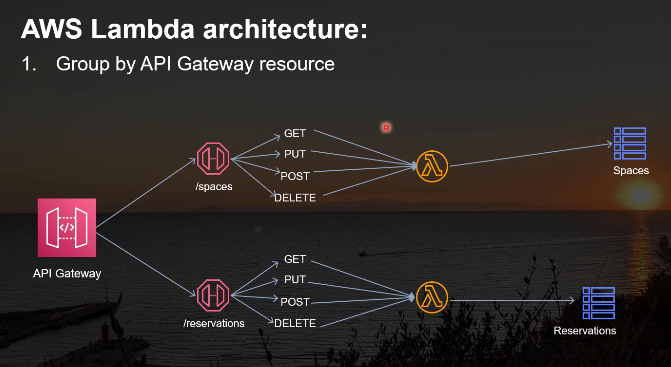 AWS Lambda architecture:
1. Group by API Gateway resource
GET
PUT
POST
DELETE
/spaces
Spaces
API Gateway
GET
PUT
POST
DELETE
/reservations
Reservations